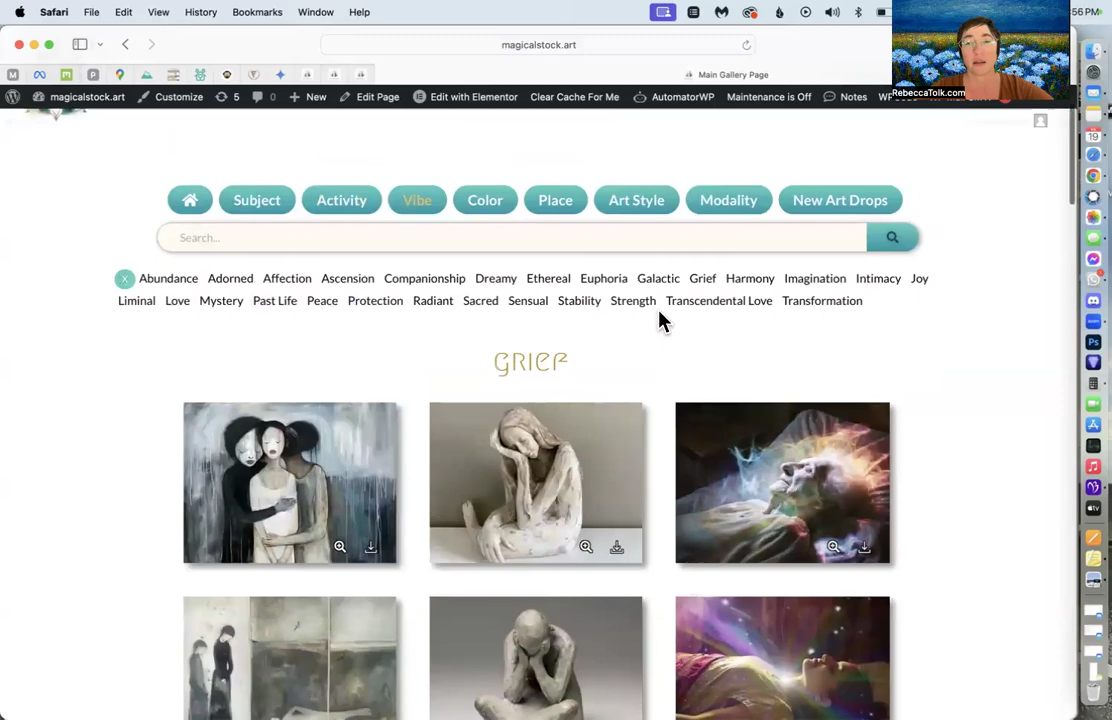 Safari File Edit View History Bookmarks Window Help
56 PM
magicalstock.art
Main Gallery Page
RebeccaTolk.com
magicalstock.art Customize 5 0 New Edit Page Edit with Elementor Clear Cache For Me AutomatorWP Maintenance is Off Notes
19
Subject Activity Vibe Color Place Art Style Modality New Art Drops
Search...
Abundance Adorned Affection Ascension Companionship Dreamy Ethereal Euphoria Galactic Grief Harmony Imagination Intimacy Joy
Liminal Love Mystery Past Life Peace Protection Radiant Sacred Sensual Stability Strength Transcendental Love Transformation
GRIEF